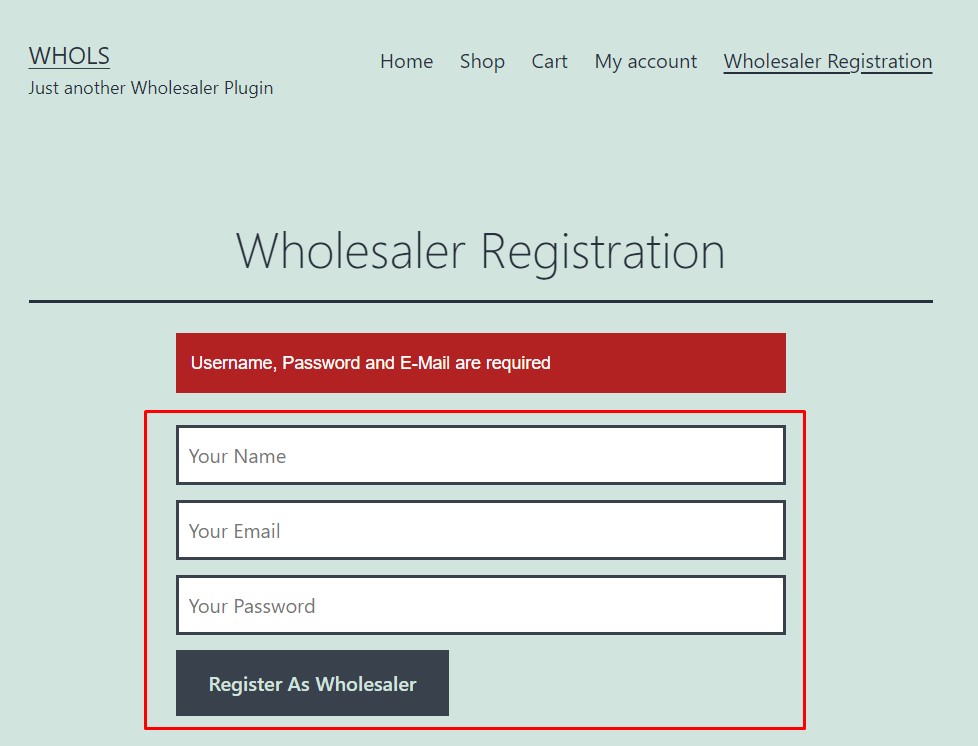 WHOLS
Just another Wholesaler Plugin
Home Shop Cart My account Wholesaler Registration
Wholesaler Registration
Username, Password and E-Mail are required
Your Name
Your Email
Your Password
Register As Wholesaler